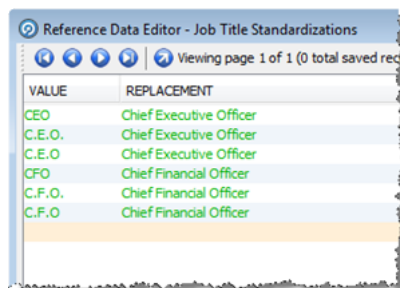 Reference Data Editor - Job Title Standardizations
Viewing page 1 of 1 (0 total saved rec
VALUE REPLACEMENT
CEO Chief Executive Officer
C.E.O. Chief Executive Officer
C.E.O Chief Executive Officer
CFO Chief Financial Officer
C.F.O. Chief Financial Officer
C.F.O Chief Financial Officer